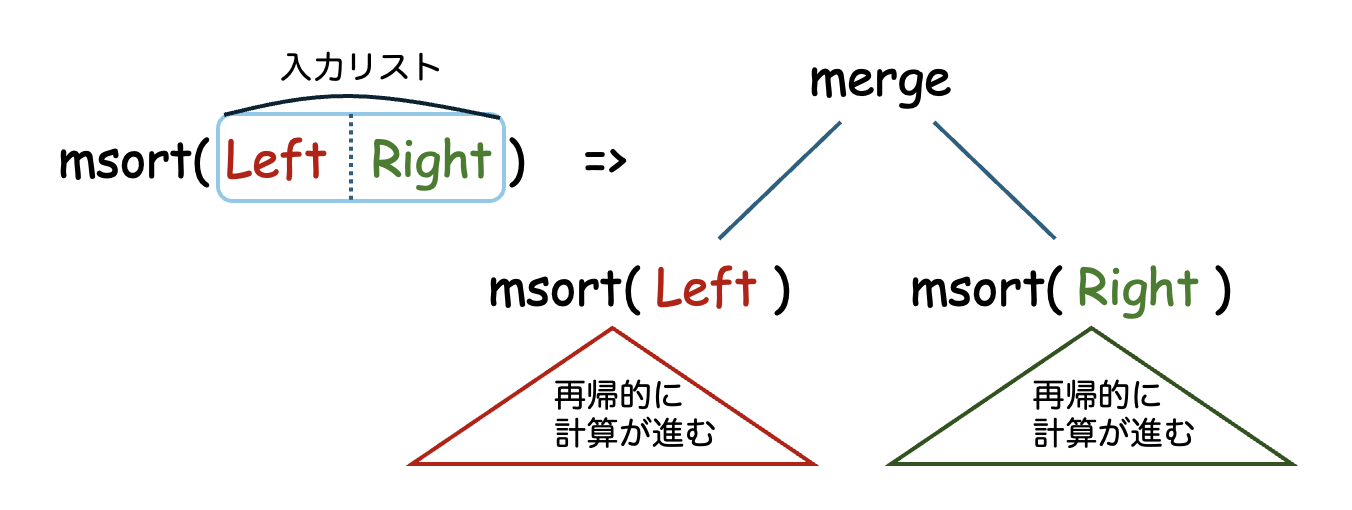 入力リスト
msort( Left Right ) =>
merge
msort( Left ) msort( Right )
再帰的に
計算が進む
再帰的に
計算が進む